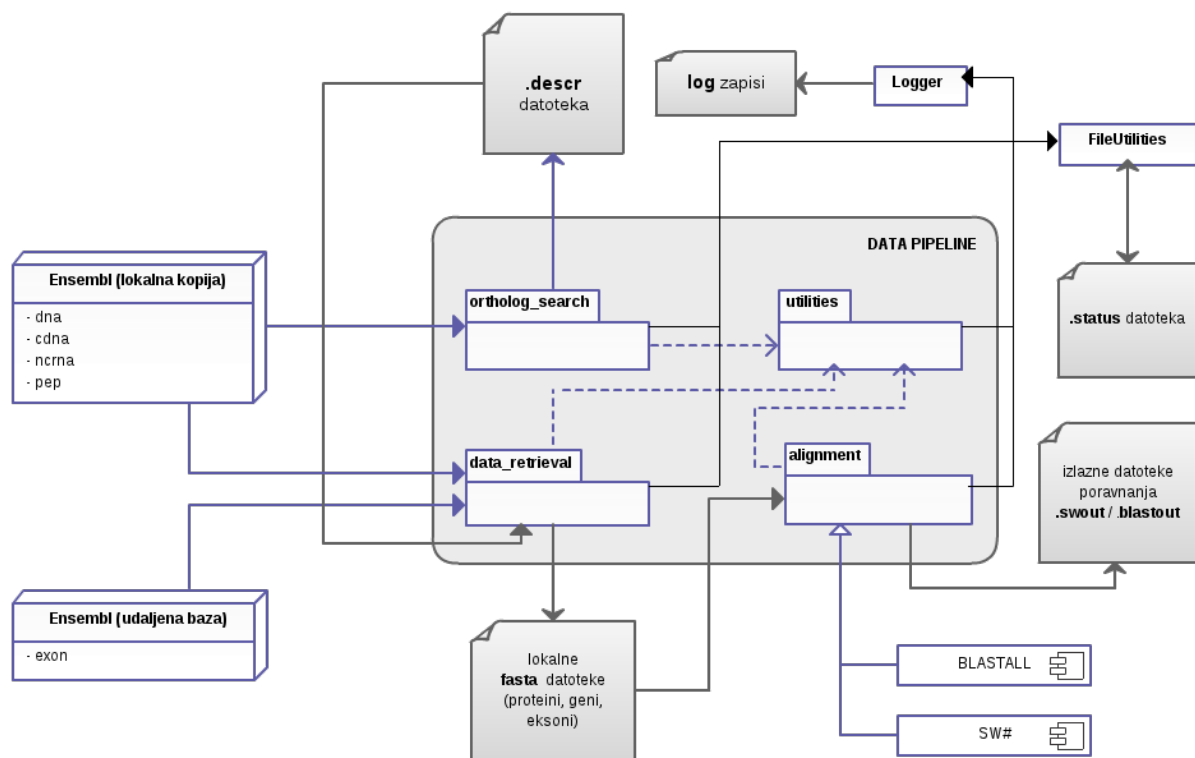 .descr
datoteka
log zapisi
Logger
FileUtilities
DATA PIPELINE
Ensembl (lokalna kopija)
- dna
- cdna
- ncrna
- pep
ortholog_search
utilities
.status datoteka
data_retrieval
alignment
izlazne datoteke
poravnanja
.swout / .blastout
Ensembl (udaljena baza)
- exon
lokalne
fasta datoteke
(proteini, geni,
eksoni)
BLASTALL
SW#